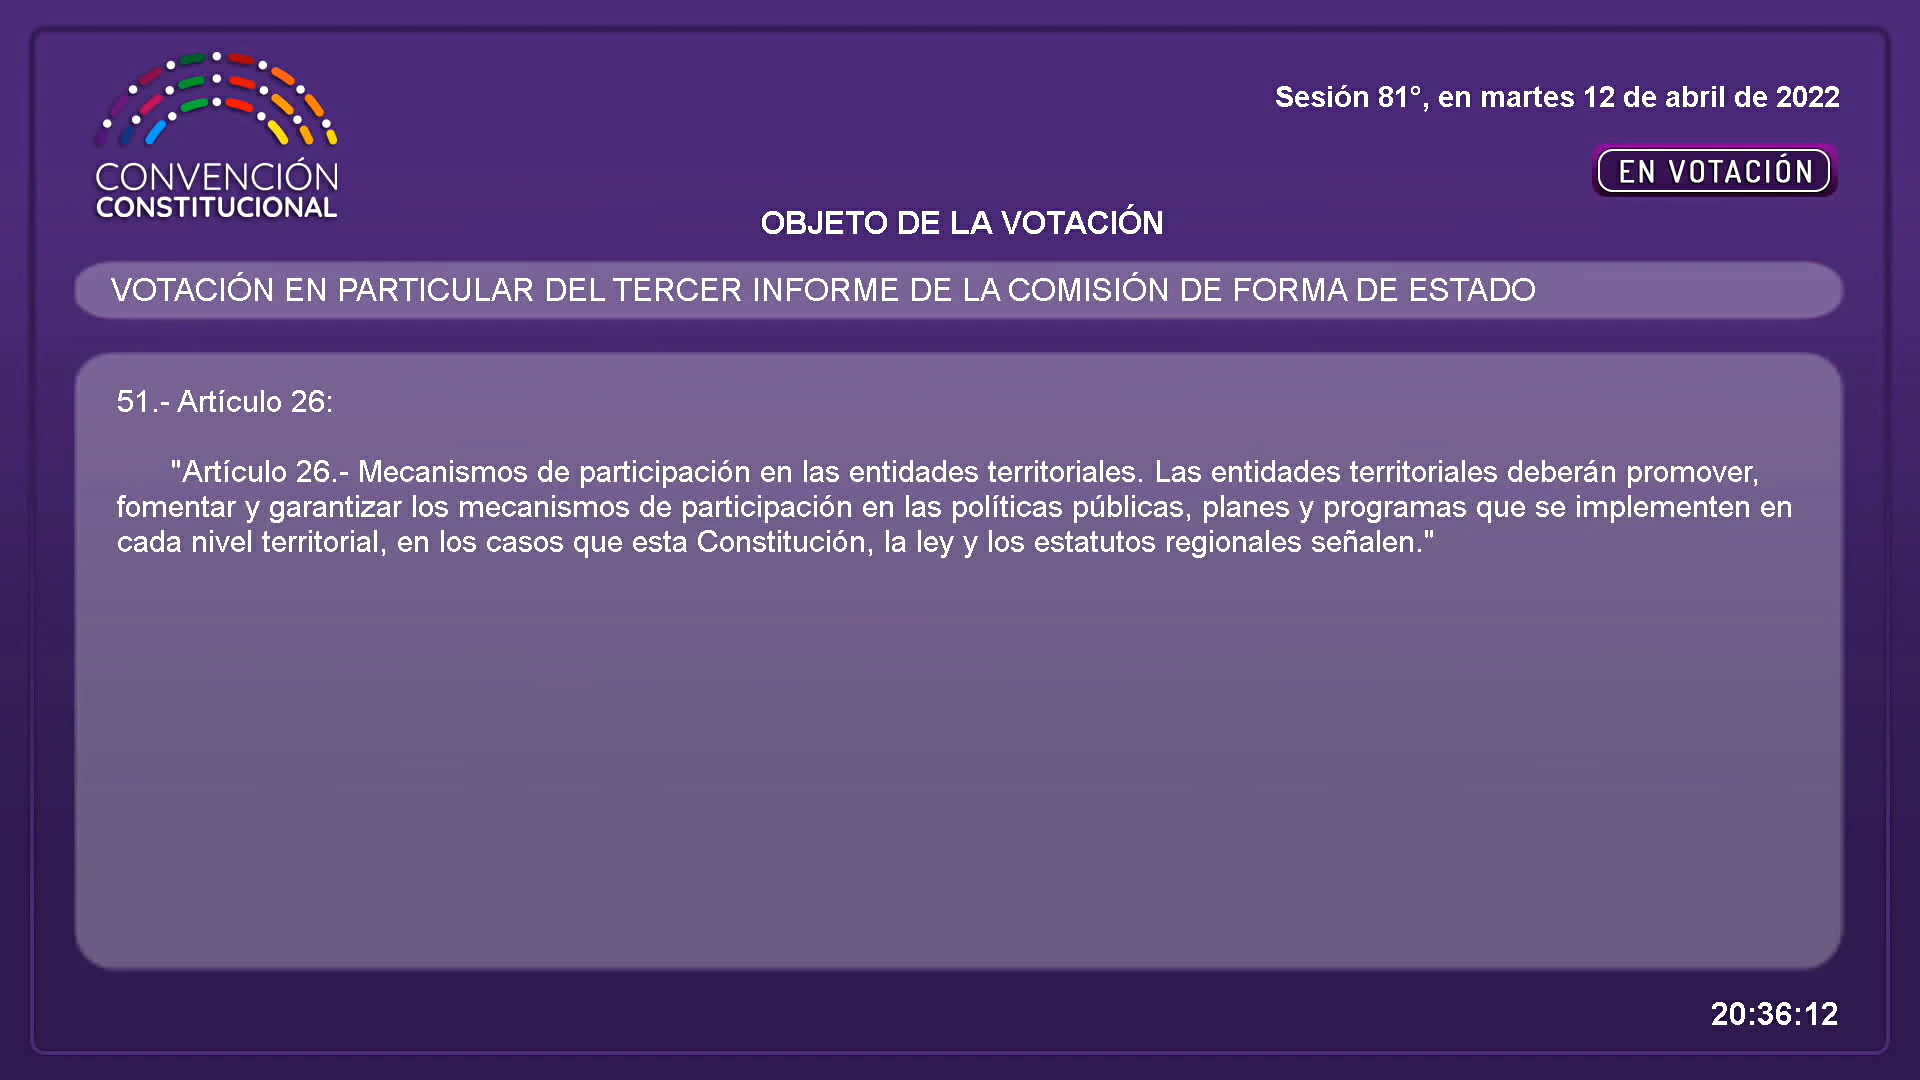 CONVENCIÓN
CONSTITUCIONAL
Sesión 81°, en martes 12 de abril de 2022
EN VOTACIÓN
OBJETO DE LA VOTACIÓN
VOTACIÓN EN PARTICULAR DEL TERCER INFORME DE LA COMISIÓN DE FORMA DE ESTADO
51.- Artículo 26:
"Artículo 26.- Mecanismos de participación en las entidades territoriales. Las entidades territoriales deberán promover,
fomentar y garantizar los mecanismos de participación en las políticas públicas, planes y programas que se implementen en
cada nivel territorial, en los casos que esta Constitución, la ley y los estatutos regionales señalen."
20:36:12